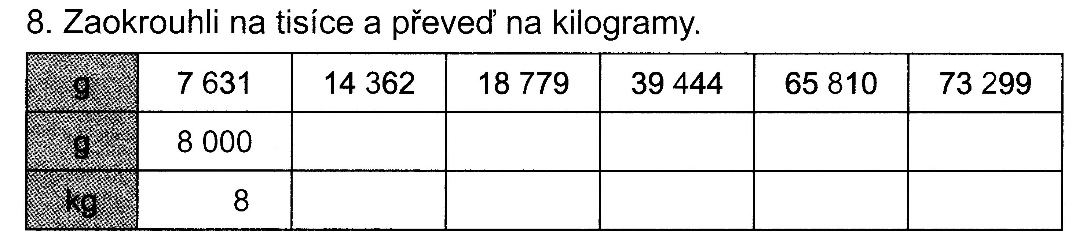 8. Zaokrouhli na tisíce a převeď na kilogramy.
g 7 631 14 362 18 779 39 444 65 810 73 299
g 8 000
kg 8